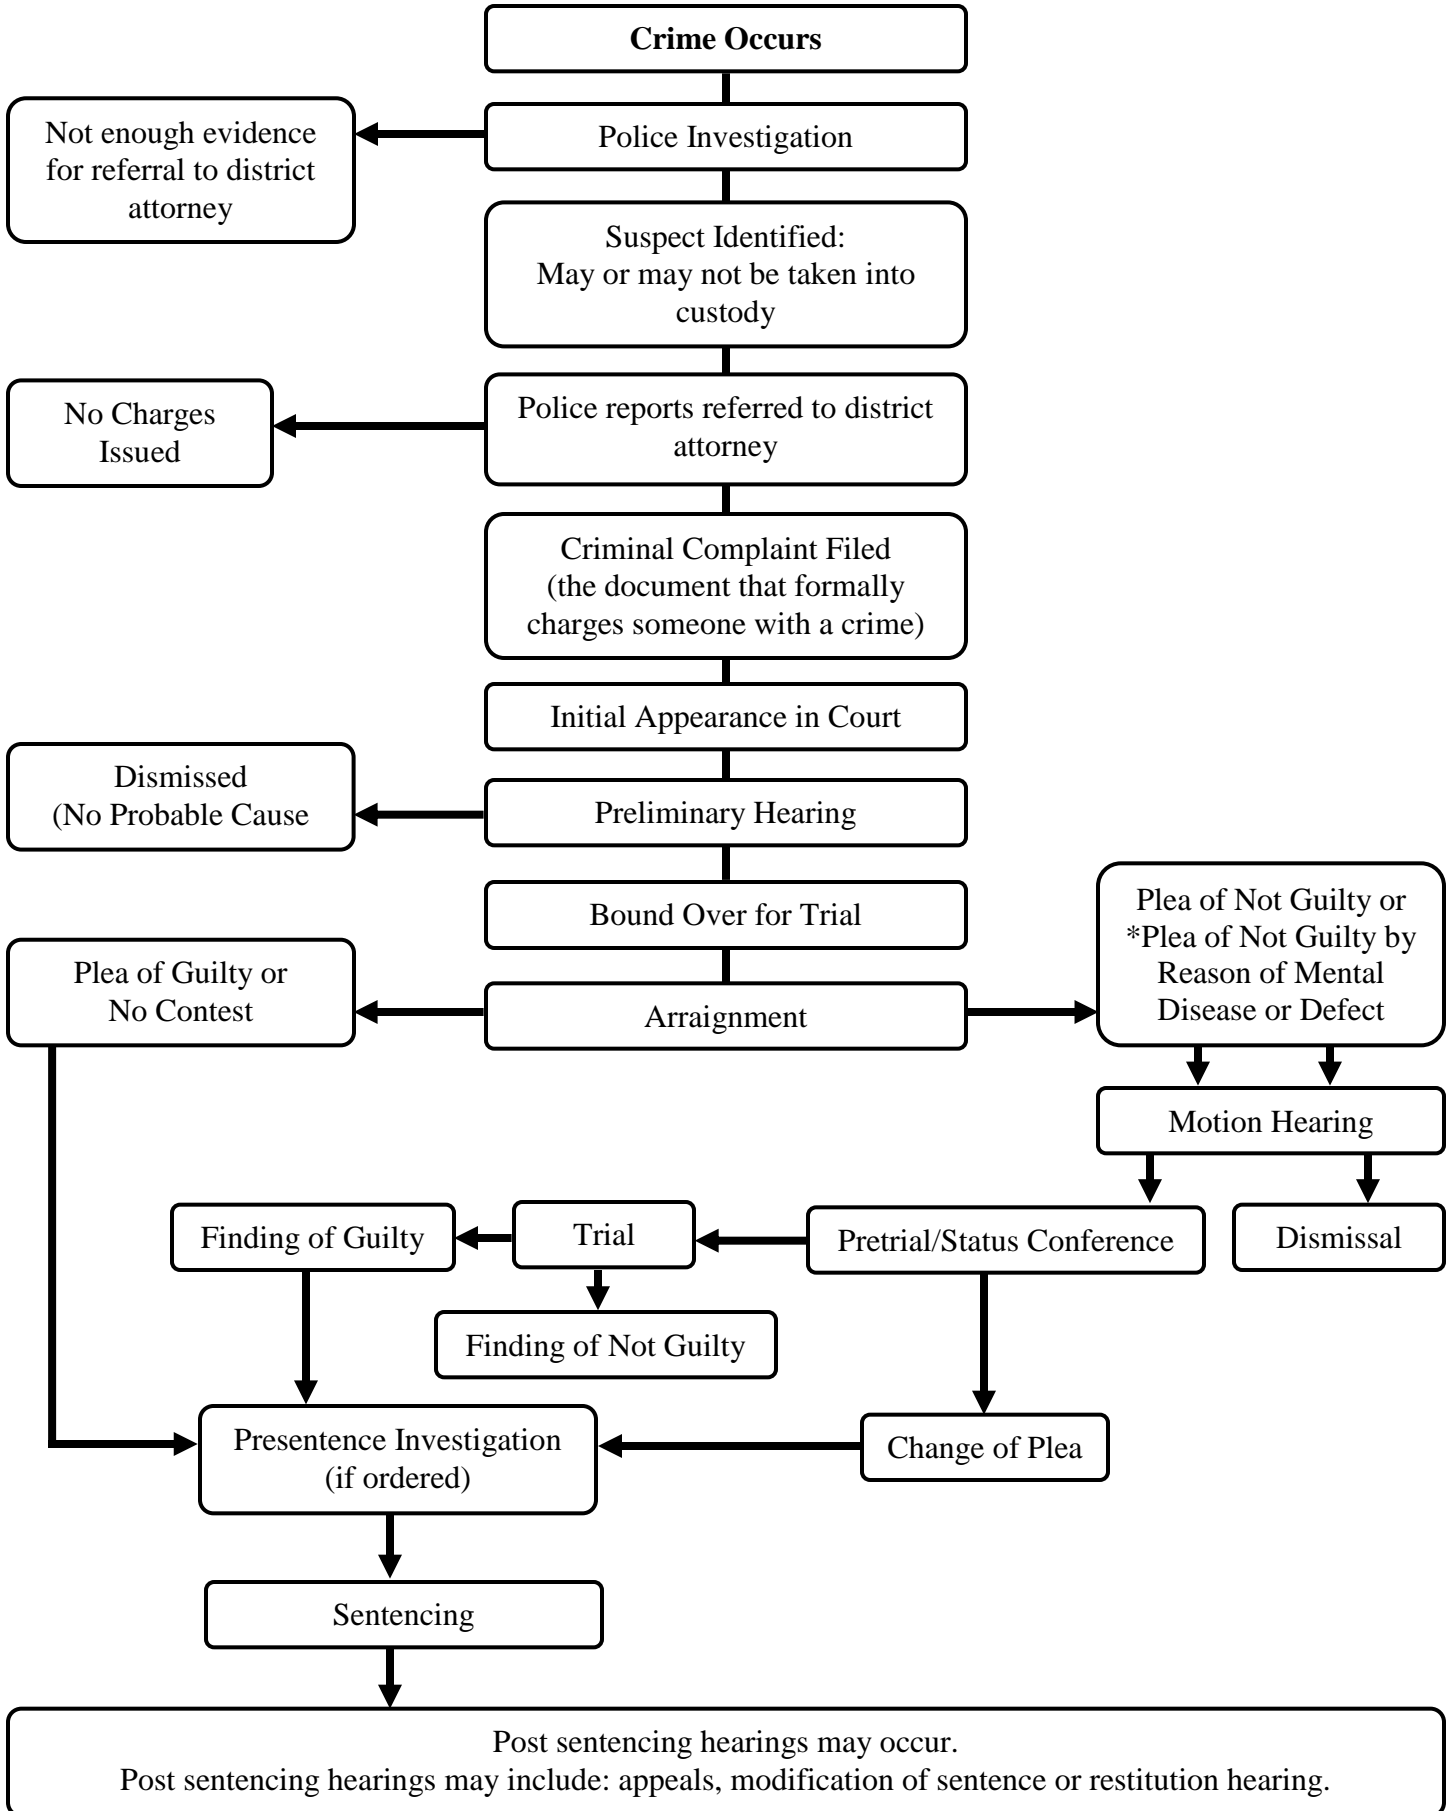 Crime Occurs
Police Investigation
Not enough evidence
for referral to district
attorney
Suspect Identified:
May or may not be taken into
custody
Police reports referred to district
attorney
No Charges
Issued
Criminal Complaint Filed
(the document that formally
charges someone with a crime)
Initial Appearance in Court
Preliminary Hearing
Dismissed
(No Probable Cause
Bound Over for Trial
Arraignment
Plea of Guilty or
No Contest
Plea of Not Guilty or
*Plea of Not Guilty by
Reason of Mental
Disease or Defect
Motion Hearing
Finding of Guilty
Trial
Pretrial/Status Conference
Dismissal
Finding of Not Guilty
Presentence Investigation
(if ordered)
Change of Plea
Sentencing
Post sentencing hearings may occur.
Post sentencing hearings may include: appeals, modification of sentence or restitution hearing.